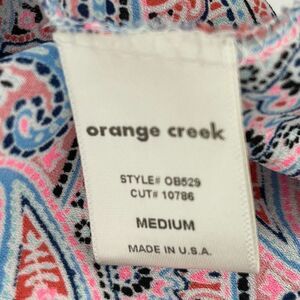 orange creek
STYLE# OB529
CUT# 10786
MEDIUM
MADE IN U.S.A.